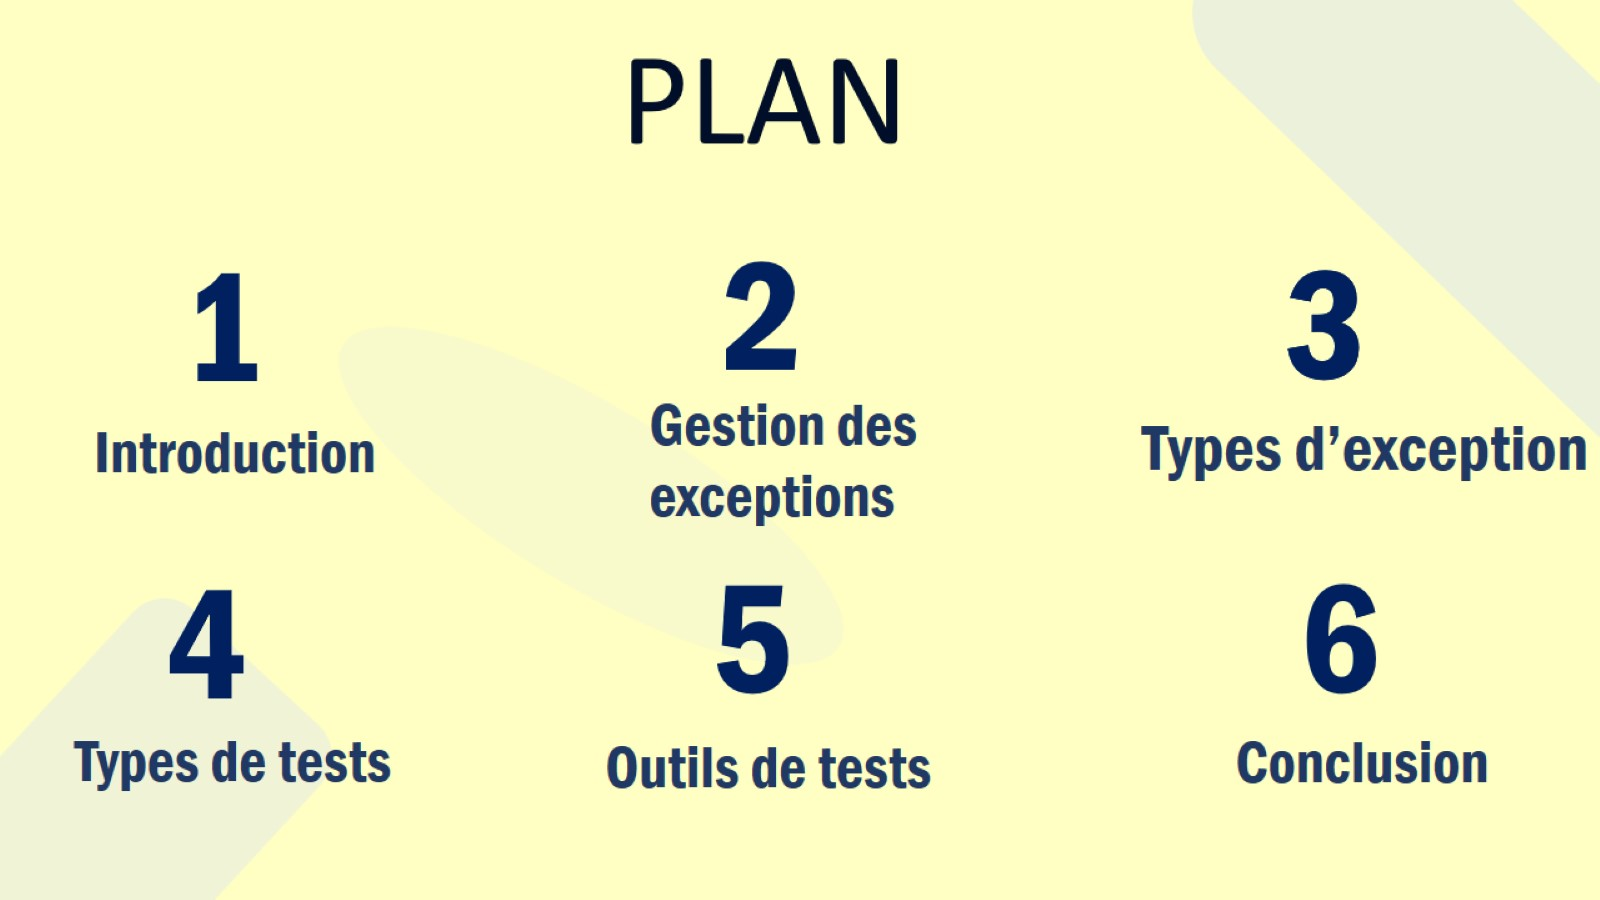 PLAN
1
Introduction
2
Gestion des
exceptions
3
Types d’exception
4
Types de tests
5
Outils de tests
6
Conclusion